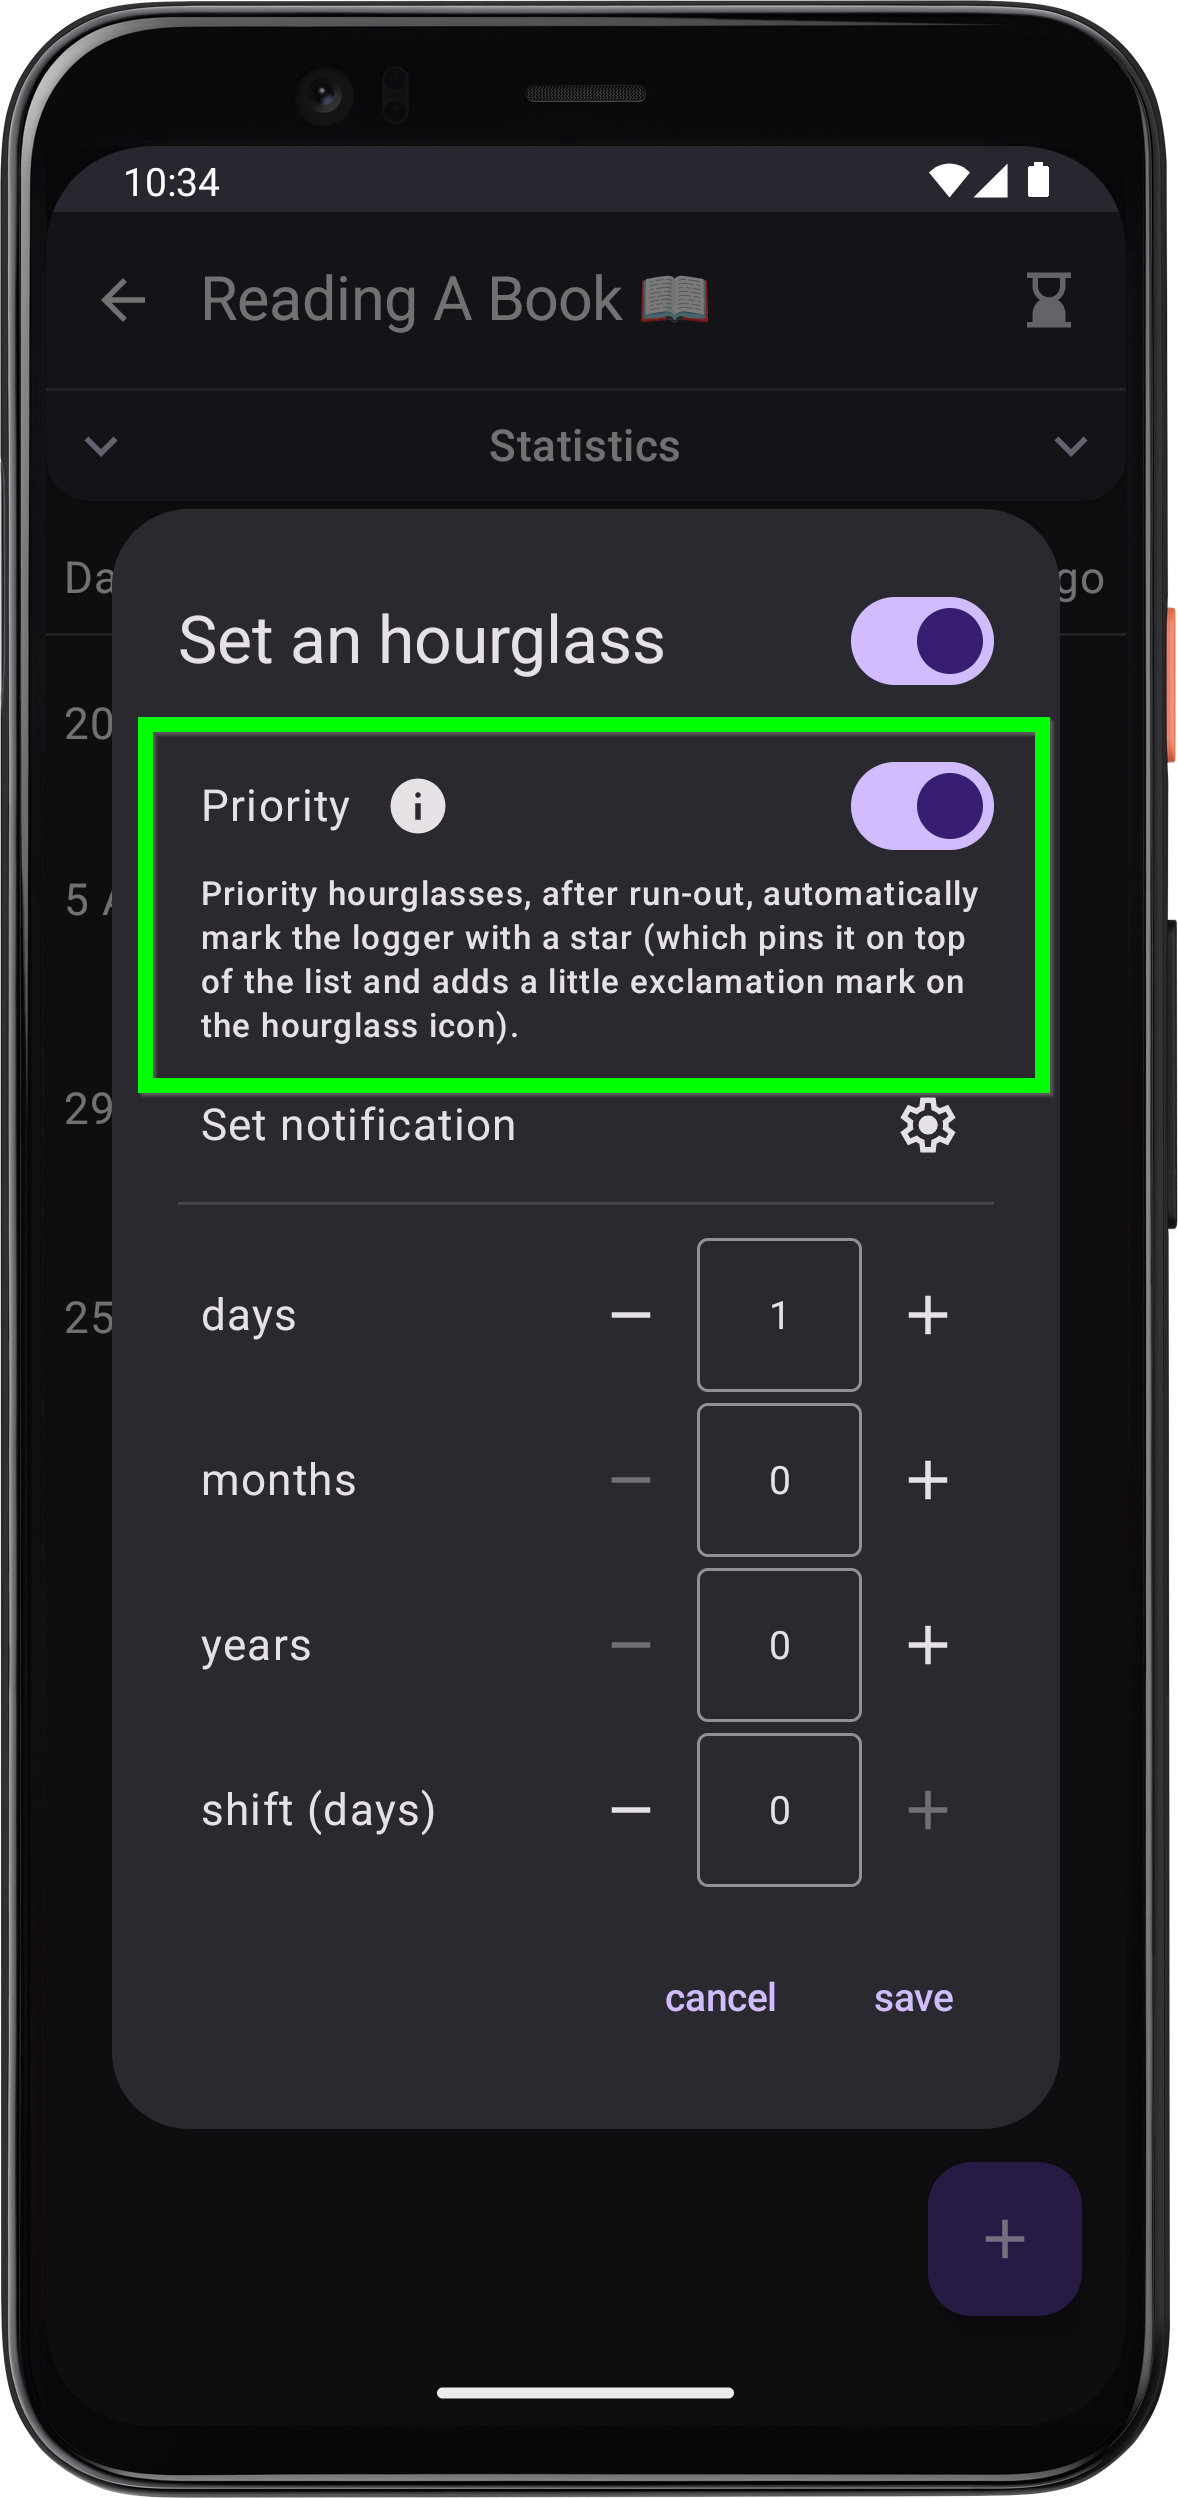 10:34
Reading A Book
Statistics
Da
go
Set an hourglass
20
Priority
Priority hourglasses, after run-out, automatically
mark the logger with a star (which pins it on top
of the list and adds a little exclamation mark on
the hourglass icon).
5 A
29
Set notification
25
days
1
months
0
years
0
shift (days)
0
cancel
save